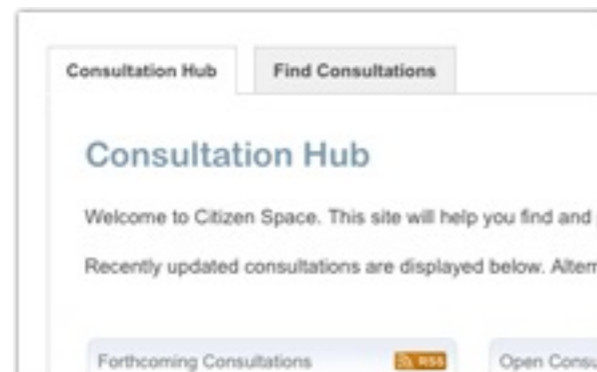 Consultation Hub Find Consultations
Consultation Hub
Welcome to Citizen Space. This site will help you find and
Recently updated consultations are displayed below. Altern
Forthcoming Consultations RSS Open Consu